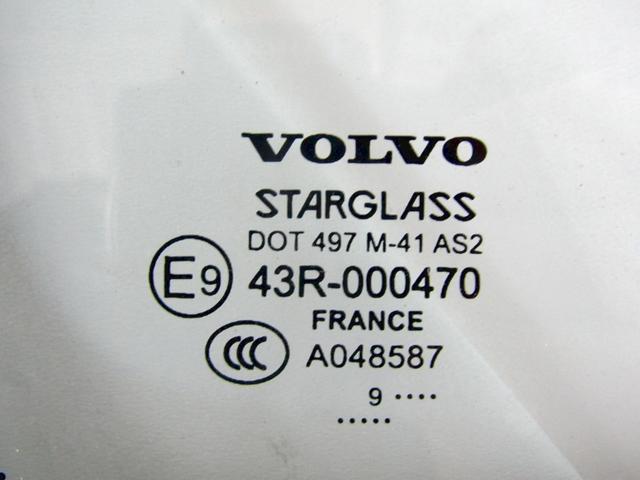 VOLVO
STARGLASS
DOT 497 M-41 AS2
E9 43R-000470
FRANCE
CCC A048587
9 ....
.....